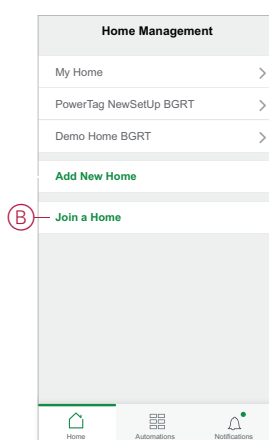 Home Management
My Home
PowerTag NewSetUp BGRT
Demo Home BGRT
Add New Home
B
Join a Home
Home
Automations
Notifications